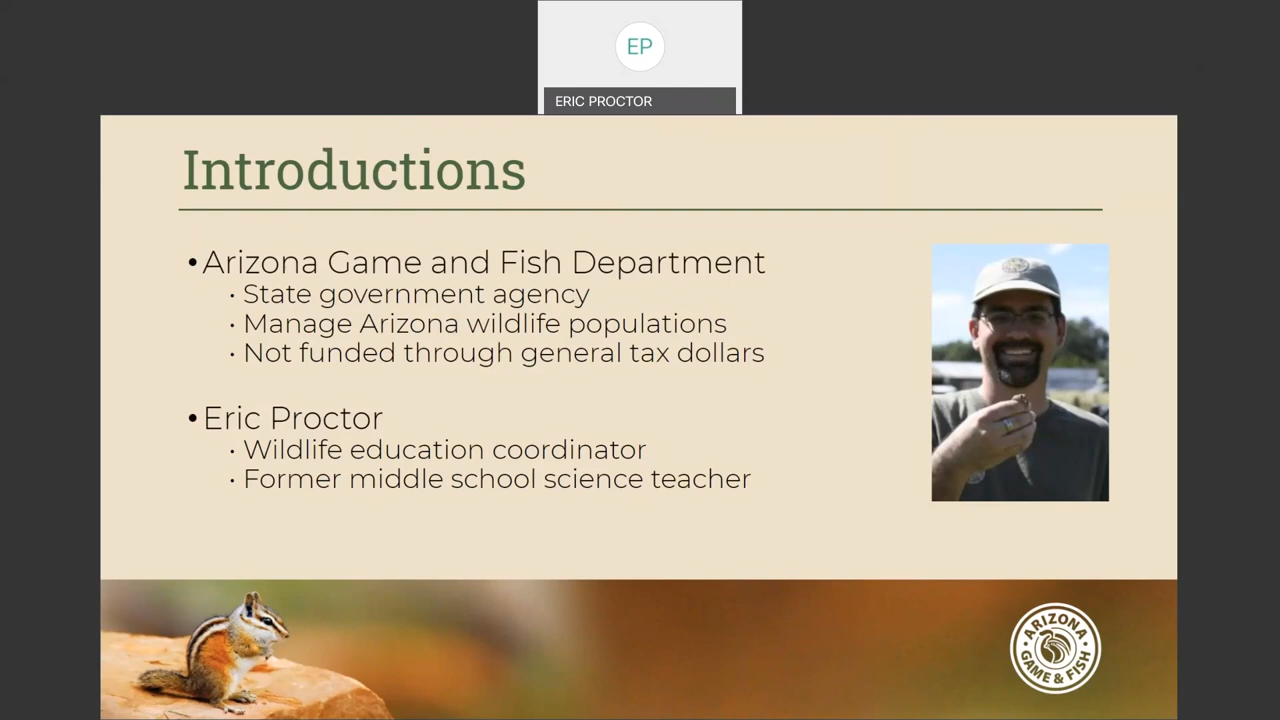 EP
ERIC PROCTOR
Introductions
•Arizona Game and Fish Department
• State government agency
• Manage Arizona wildlife populations
• Not funded through general tax dollars
•Eric Proctor
• Wildlife education coordinator
• Former middle school science teacher
ARIZONA
GAME & FISH